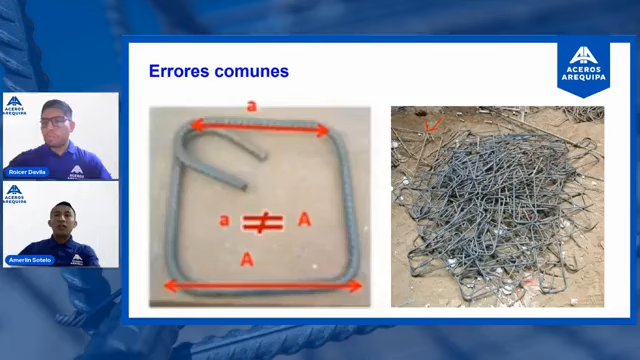 Errores comunes
ACEROS
AREQUIPA
a
a ≠ A
A
ACEROS
AREQUIPA
Roicer Davila
ACEROS
AREQUIPA
Amerlin Sotelo